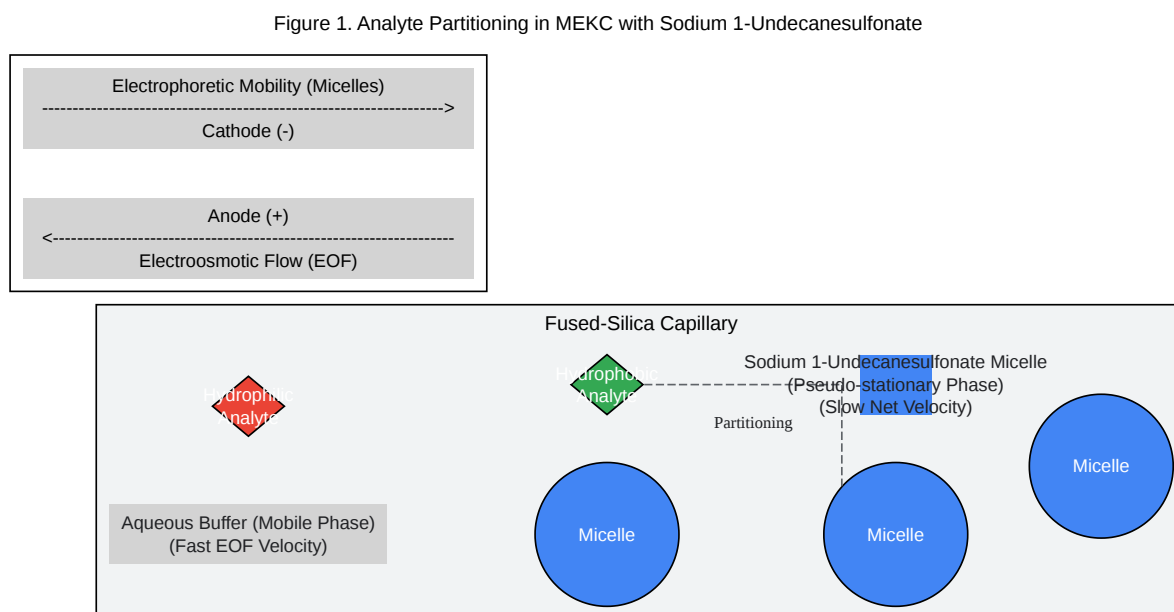 Figure 1. Analyte Partitioning in MEKC with Sodium 1-Undecanesulfonate
Electrophoretic Mobility (Micelles)
------------------------------------------------------------------->
Cathode (-)
Anode (+)
<-------------------------------------------------------------------
Electroosmotic Flow (EOF)
Fused-Silica Capillary
Hydrophilic
Analyte
Hydrophobic
Analyte
Sodium 1-Undecanesulfonate Micelle
(Pseudo-stationary Phase)
(Slow Net Velocity)
Partitioning
Micelle
Aqueous Buffer (Mobile Phase)
(Fast EOF Velocity)
Micelle
Micelle